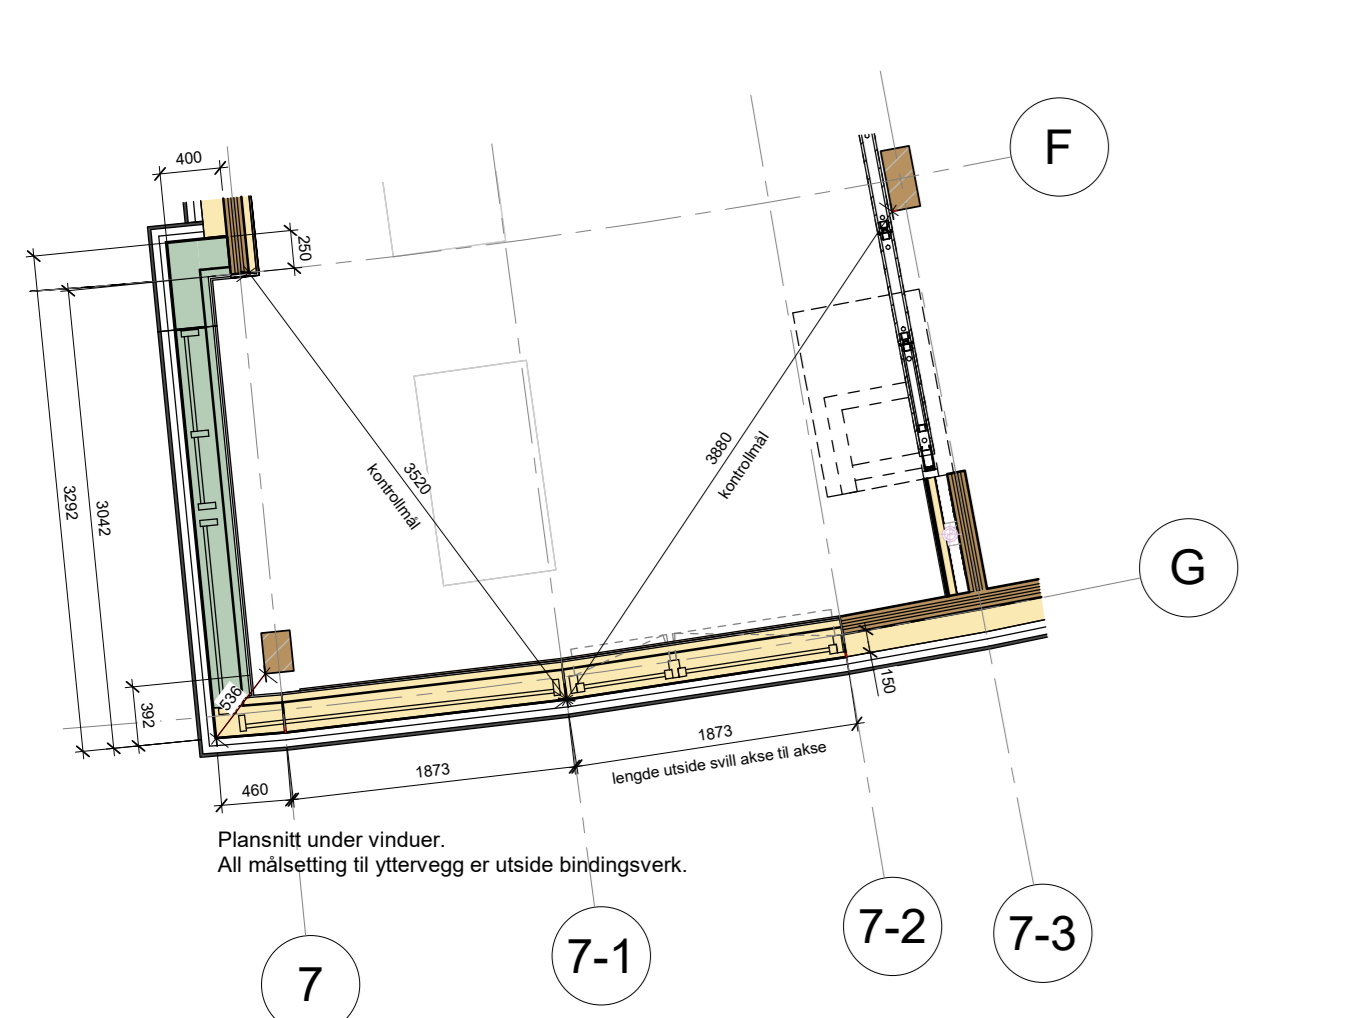 F
400
250
3292
3042
3520
kontrollmål
3880
kontrollmål
G
536
392
150
460
1873
1873
lengde utside svill akse til akse
Plansnitt under vinduer.
All målsetting til yttervegg er utside bindingsverk.
7
7-1
7-2
7-3